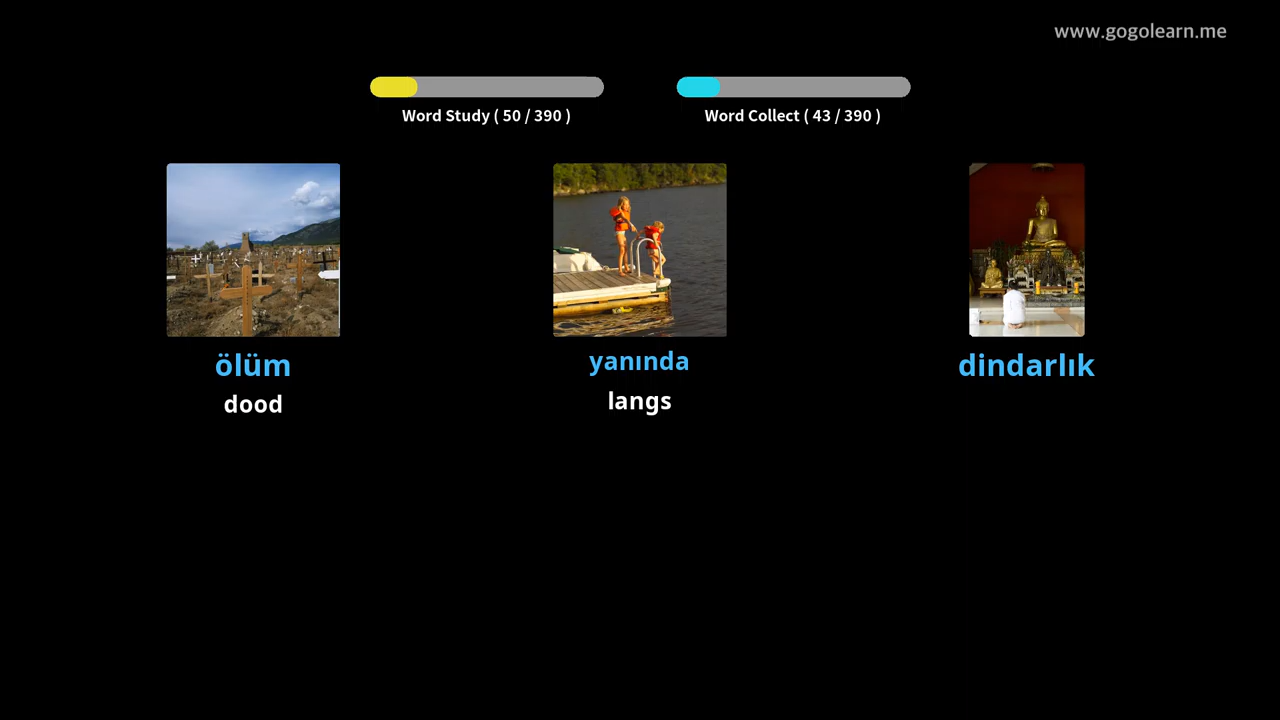 www.gogolearn.me
Word Study ( 50 / 390 )
Word Collect ( 43 / 390 )
ölüm
dood
yanında
langs
dindarlık